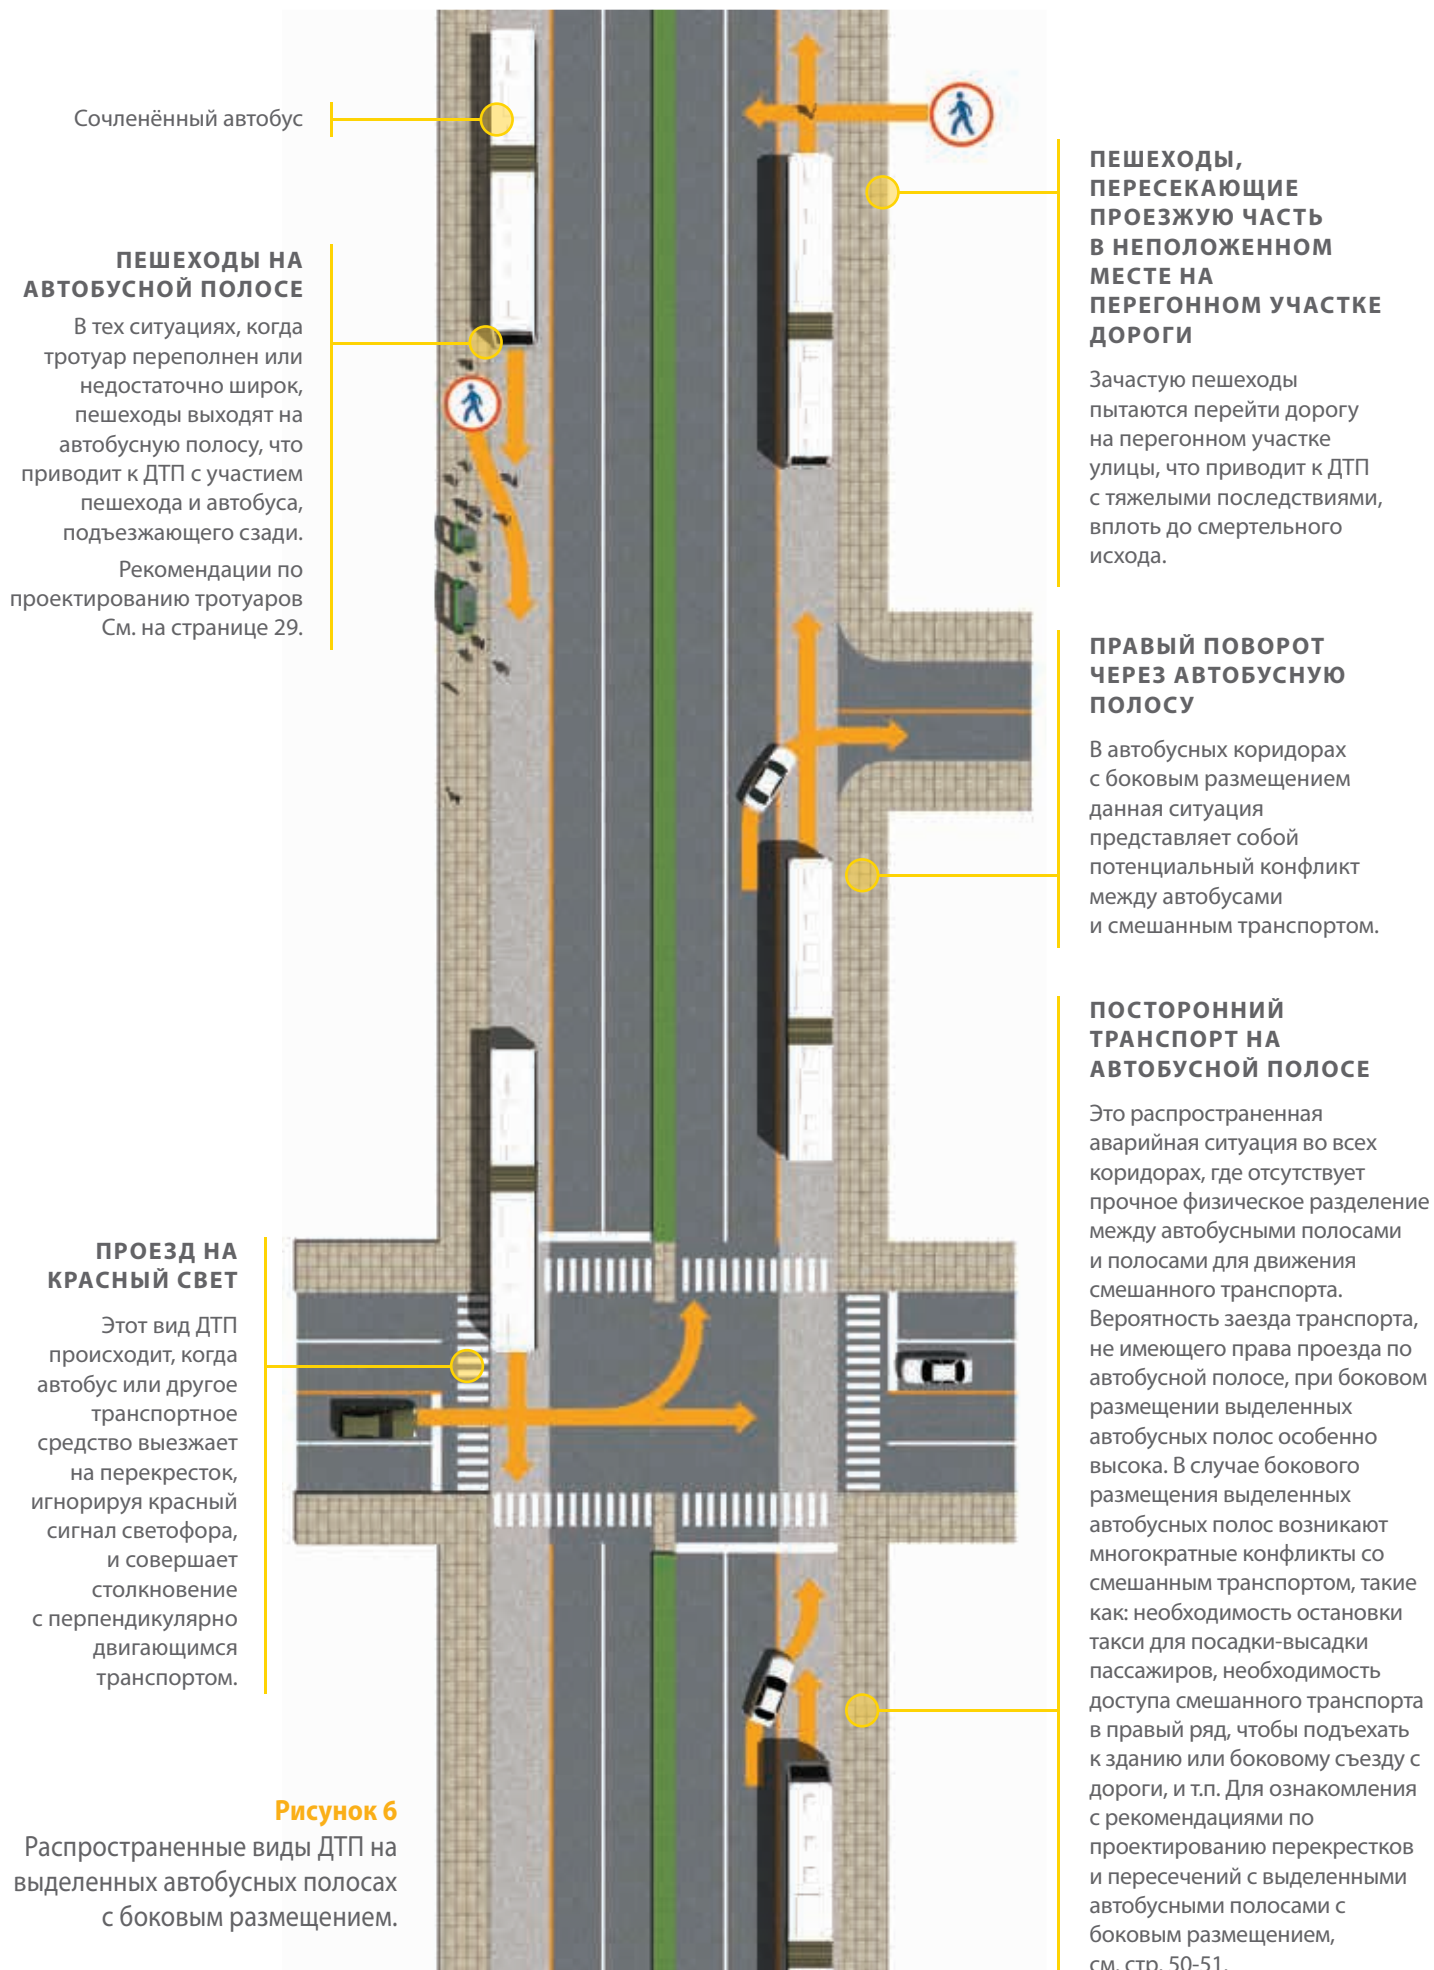 Сочленённый автобус
ПЕШЕХОДЫ НА
АВТОБУСНОЙ ПОЛОСЕ
В тех ситуациях, когда
тротуар переполнен или
недостаточно широк,
пешеходы выходят на
автобусную полосу, что
приводит к ДТП с участием
пешехода и автобуса,
подъезжающего сзади.
Рекомендации по
проектированию тротуаров
См. на странице 29.
ПРОЕЗД НА
КРАСНЫЙ СВЕТ
Этот вид ДТП
происходит, когда
автобус или другое
транспортное
средство выезжает
на перекресток,
игнорируя красный
сигнал светофора,
и совершает
столкновение
с перпендикулярно
двигающимся
транспортом.
Рисунок 6
Распространенные виды ДТП на
выделенных автобусных полосах
с боковым размещением.
ПЕШЕХОДЫ,
ПЕРЕСЕКАЮЩИЕ
ПРОЕЗЖУЮ ЧАСТЬ
В НЕПОЛОЖЕННОМ
МЕСТЕ НА
ПЕРЕГОННОМ УЧАСТКЕ
ДОРОГИ
Зачастую пешеходы
пытаются перейти дорогу
на перегонном участке
улицы, что приводит к ДТП
с тяжелыми последствиями,
вплоть до смертельного
исхода.
ПРАВЫЙ ПОВОРОТ
ЧЕРЕЗ АВТОБУСНУЮ
ПОЛОСУ
В автобусных коридорах
с боковым размещением
данная ситуация
представляет собой
потенциальный конфликт
между автобусами
и смешанным транспортом.
ПОСТОРОННИЙ
ТРАНСПОРТ НА
АВТОБУСНОЙ ПОЛОСЕ
Это распространенная
аварийная ситуация во всех
коридорах, где отсутствует
прочное физическое разделение
между автобусными полосами
и полосами для движения
смешанного транспорта.
Вероятность заезда транспорта,
не имеющего права проезда по
автобусной полосе, при боковом
размещении выделенных
автобусных полос особенно
высока. В случае бокового
размещения выделенных
автобусных полос возникают
многократные конфликты со
смешанным транспортом, такие
как: необходимость остановки
такси для посадки-высадки
пассажиров, необходимость
доступа смешанного транспорта
в правый ряд, чтобы подъехать
к зданию или боковому съезду с
дороги, и т.п. Для ознакомления
с рекомендациями по
проектированию перекрестков
и пересечений с выделенными
автобусными полосами с
боковым размещением,
см. стр. 50-51.